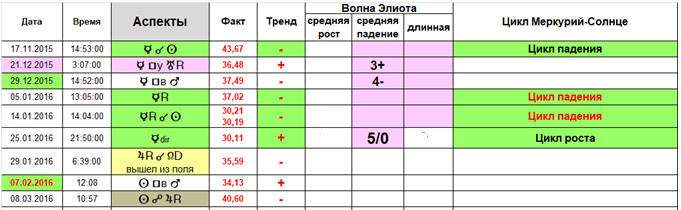 Дата Время Аспекты Факт Тренд Волна Элиота Цикл Меркурий-Солнце
средняя рост средняя падение длинная
17.11.2015 14:53:00 ☿ ☌ ☉ 43,67 - Цикл падения
21.12.2015 3:07:00 ☿ □у ♅R 36,48 + 3+
29.12.2015 14:52:00 ☿ □в ♂ 37,49 - 4-
05.01.2016 13:05:00 ☿R 37,02 - Цикл падения
14.01.2016 14:04:00 ☿R ☌ ☉ 30,21 - Цикл падения
30,19
25.01.2016 21:50:00 ☿dir 30,11 + 5/0 Цикл роста
29.01.2016 6:39:00 ♃R ☌ ☊D 35,59 -
вышел из поля
07.02.2016 12:08 ☉ □в ♂ 34,13 +
08.03.2016 10:57 ☉ ☍ ♃R 40,60 -